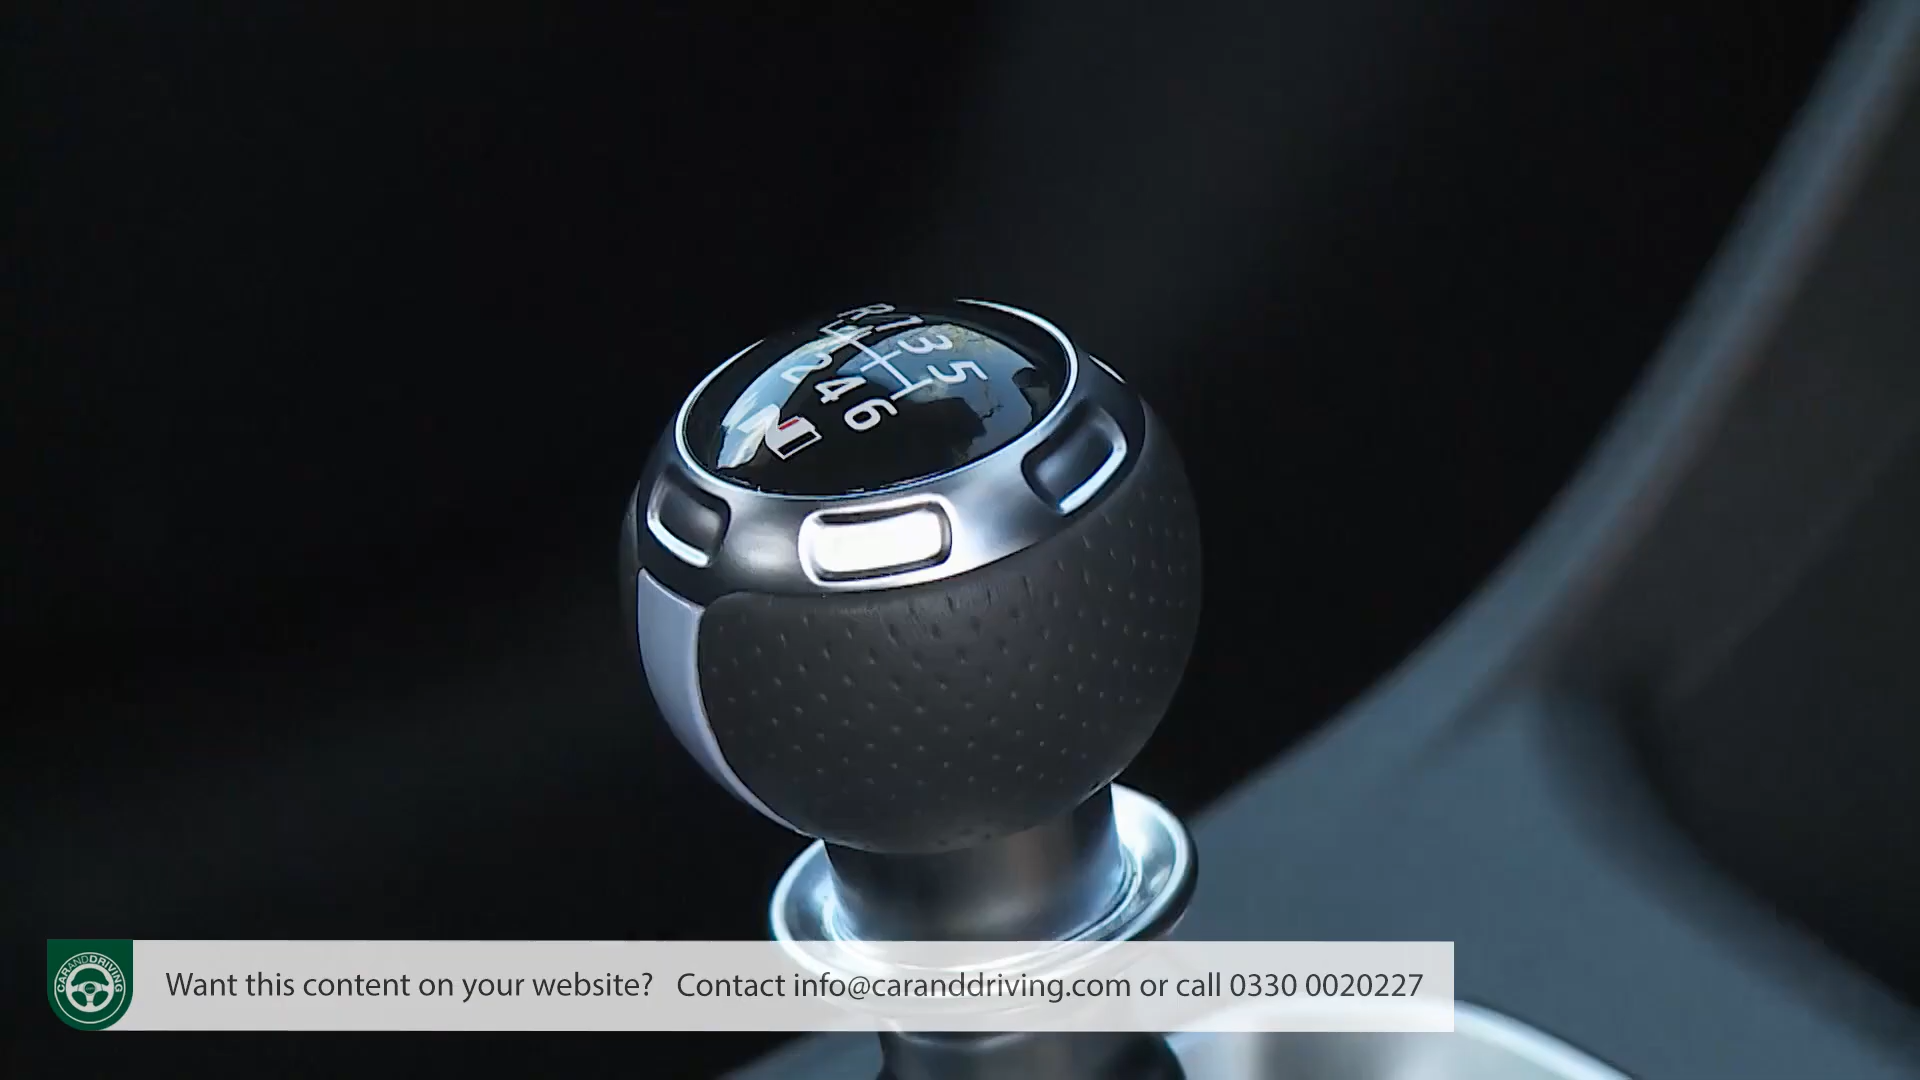 R 1 3 5
2 4 6
N
CARANDDRIVING
Want this content on your website? Contact info@caranddriving.com or call 0330 0020227